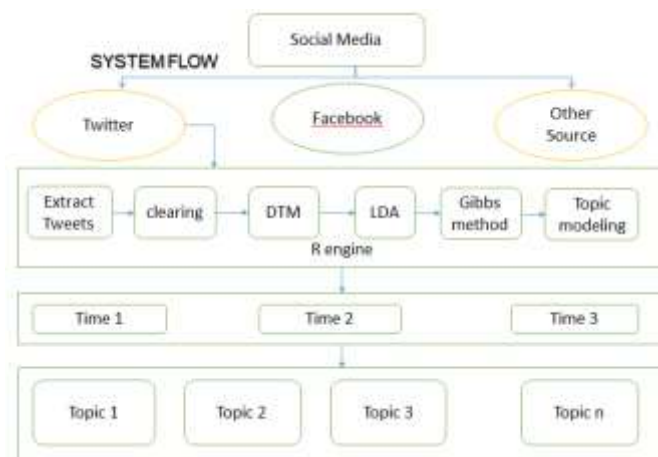 Social Media
SYSTEM FLOW
Twitter
Facebook
Other
Source
Extract
Tweets
clearing
DTM
LDA
Gibbs
method
Topic
modeling
R engine
Time 1
Time 2
Time 3
Topic 1
Topic 2
Topic 3
Topic n